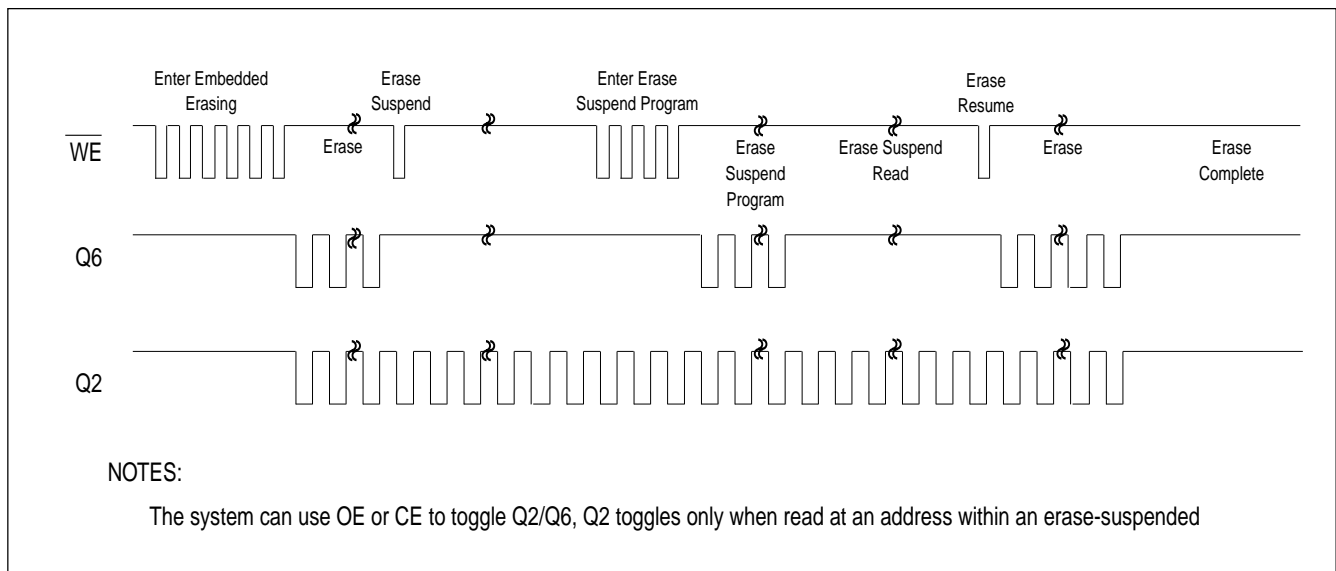 Enter Embedded
Erasing
Erase
Suspend
Enter Erase
Suspend Program
Erase
Resume
WE
Erase
Erase
Suspend
Program
Erase Suspend
Read
Erase
Erase
Complete
Q6
Q2
NOTES:
The system can use OE or CE to toggle Q2/Q6, Q2 toggles only when read at an address within an erase-suspended